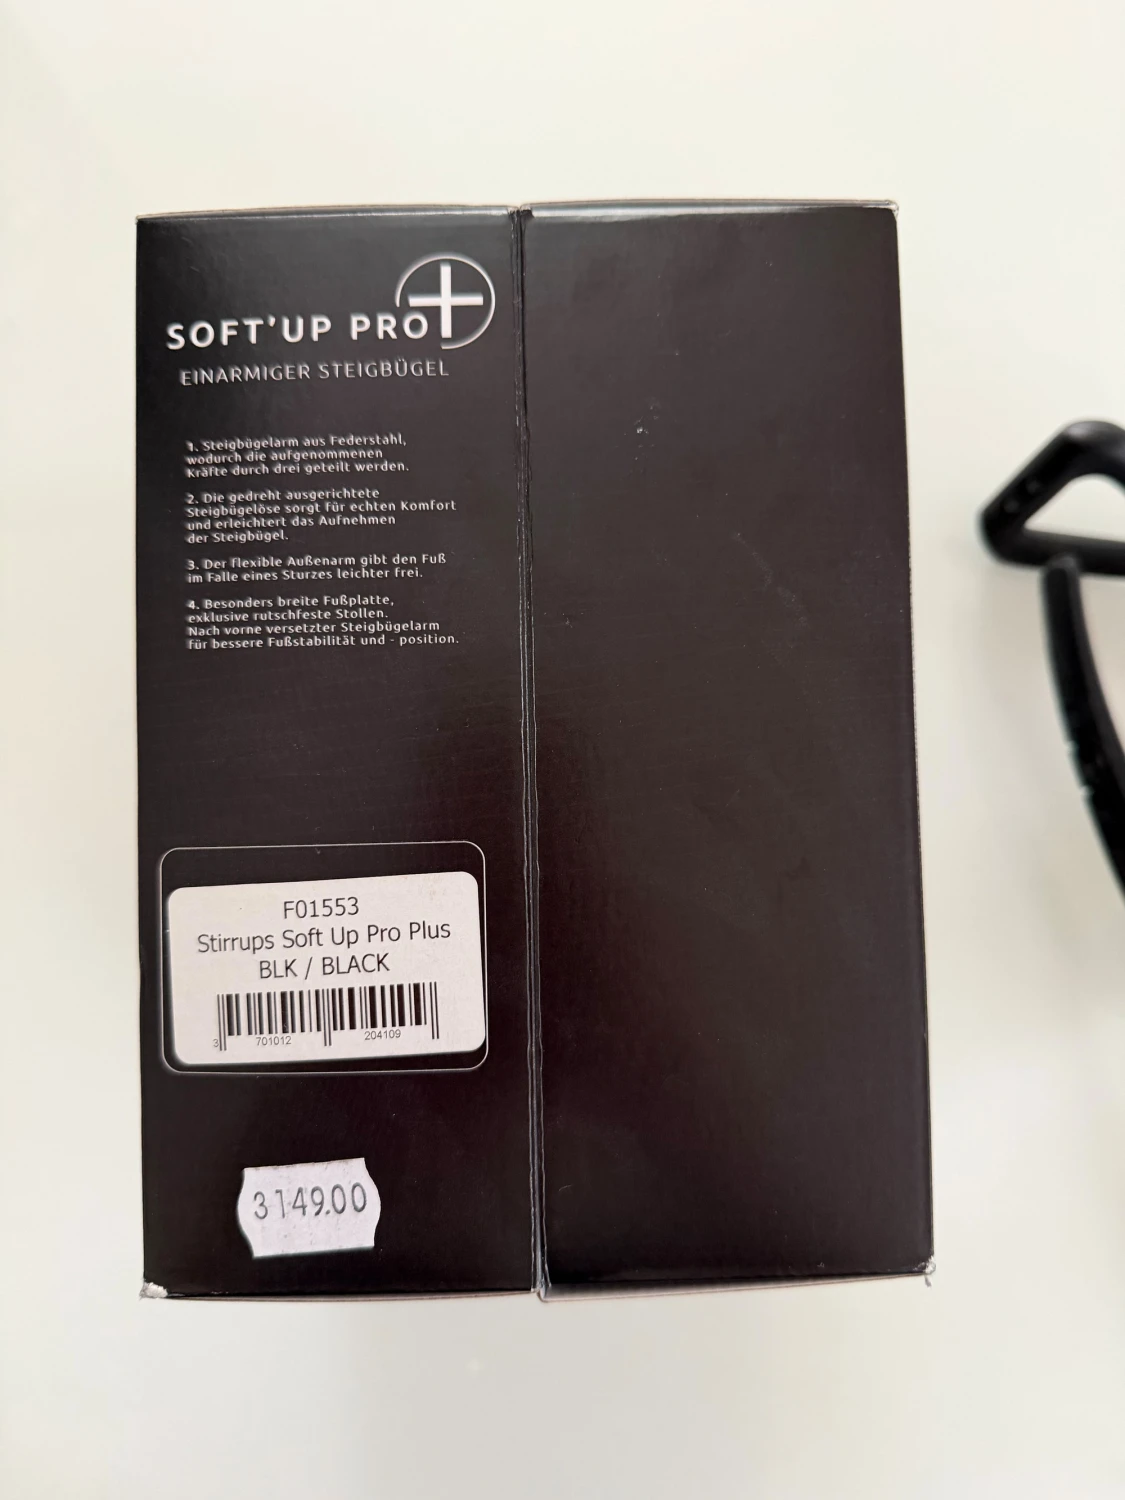 SOFT'UP PRO+
EINARMIGER STEIGBÜGEL
1. Steigbügelarm aus Federstahl,
wodurch die aufgenommenen
Kräfte durch drei geteilt werden.
2. Die gedreht ausgerichtete
Steigbügelöse sorgt für echten Komfort
und erleichtert das Aufnehmen
der Steigbügel.
3. Der flexible Außenarm gibt den Fuß
im Falle eines Sturzes leichter frei.
4. Besonders breite Fußplatte,
exklusive rutschfeste Stollen.
Nach vorne versetzter Steigbügelarm
für bessere Fußstabilität und - position.
F01553
Stirrups Soft Up Pro Plus
BLK / BLACK
3 701012 204109
3149.00